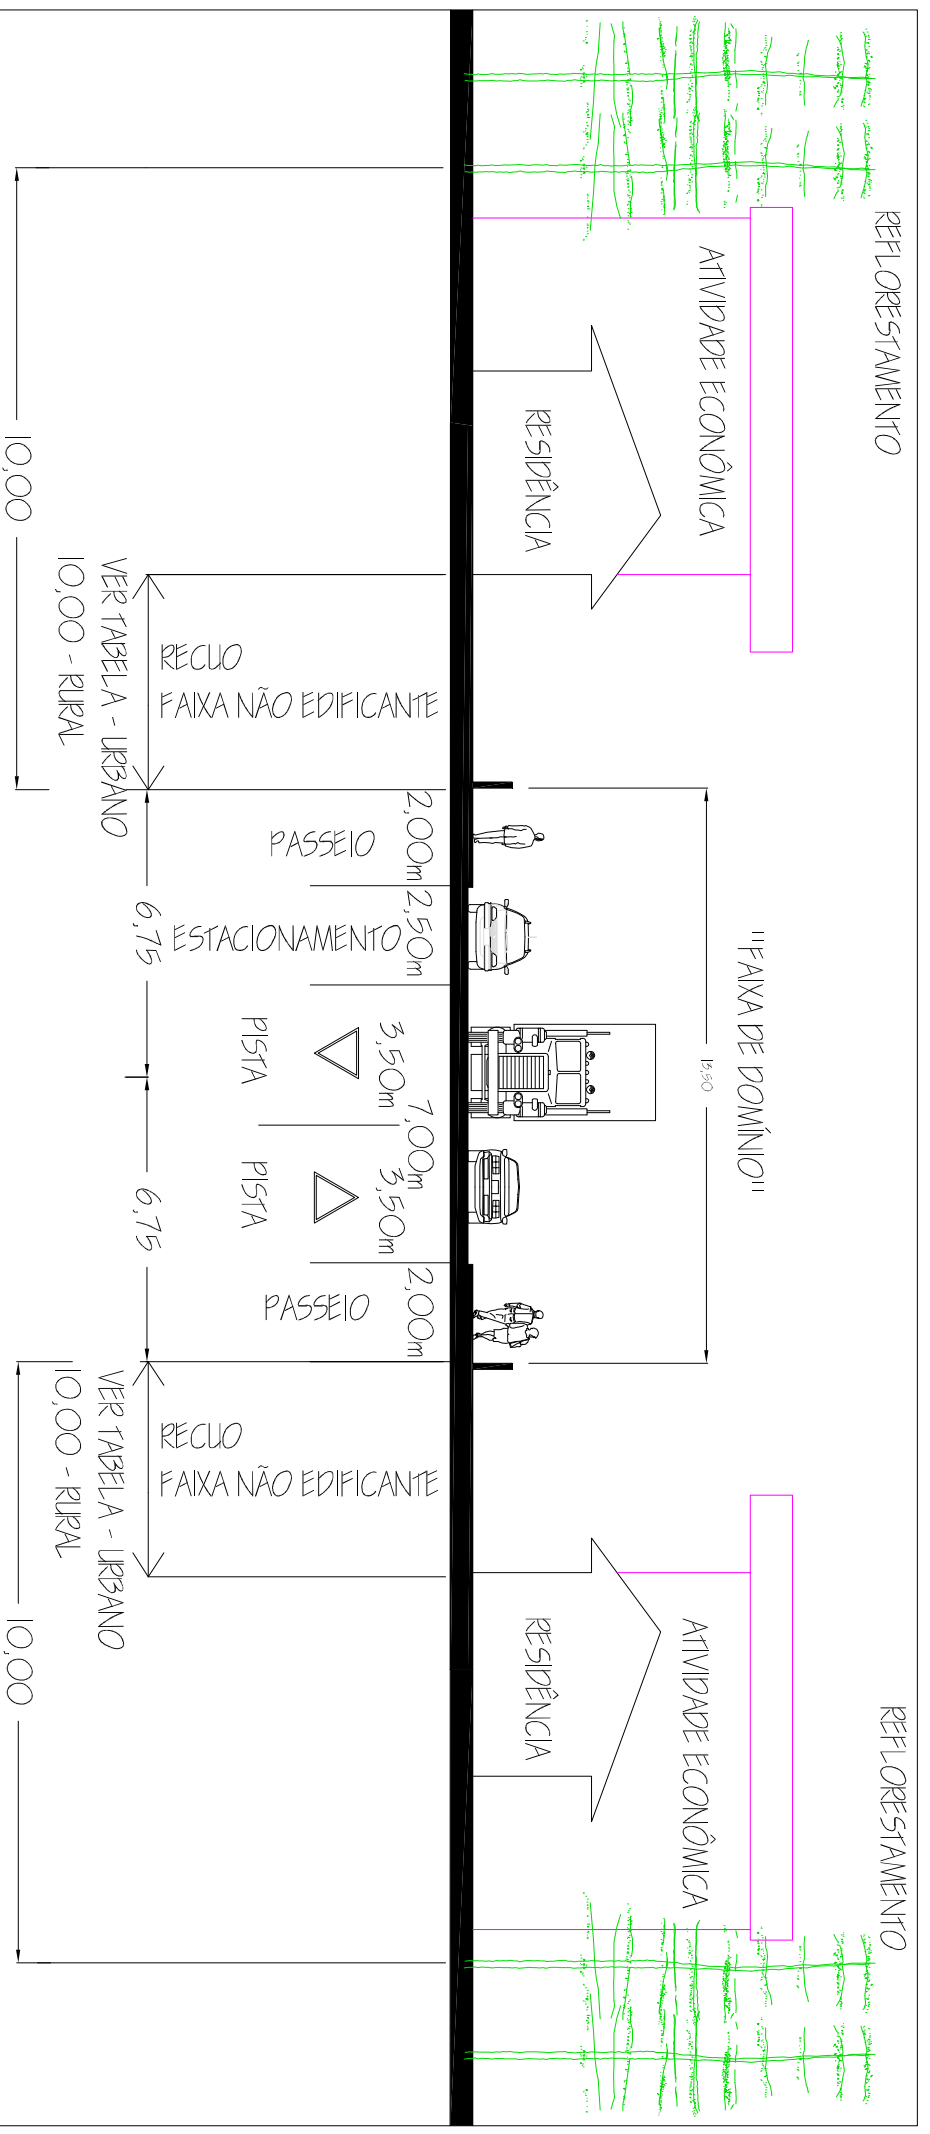 REFLORESTAMENTO
REFLORESTAMENTO
"FAIXA DE DOMÍNIO"
13,50
ATIVIDADE ECONÔMICA
ATIVIDADE ECONÔMICA
RESIDÊNCIA
RESIDÊNCIA
2,00m
2,50m
7,00m
3,50m
3,50m
2,00m
RECUO
FAIXA NÃO EDIFICANTE
PASSEIO
ESTACIONAMENTO
PISTA
PISTA
PASSEIO
RECUO
FAIXA NÃO EDIFICANTE
6,75
6,75
VER TABELA - URBANO
10,00 - RURAL
VER TABELA - URBANO
10,00 - RURAL
10,00
10,00